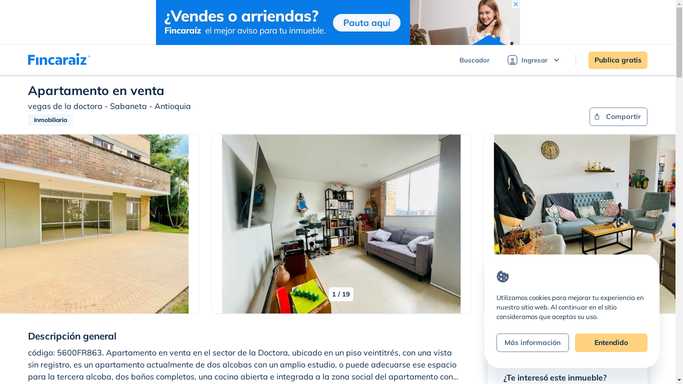 ¿Vendes o arriendas?
Fincaraíz el mejor aviso para tu inmueble.
Pauta aquí
Fincaraíz
Buscador
Ingresar
Publica gratis
Apartamento en venta
vegas de la doctora - Sabaneta - Antioquia
Inmobiliaria
Compartir
1 / 19
Utilizamos cookies para mejorar tu experiencia en
nuestro sitio web. Al continuar en el sitio
consideramos que aceptas su uso.
Más información
Entendido
Descripción general
código: 5600FR863. Apartamento en venta en el sector de la Doctora, ubicado en un piso veintitrés, con una vista
sin registro, es un apartamento actualmente de dos alcobas con un amplio estudio, o puede adecuarse ese espacio
para la tercera alcoba, dos baños completos, una cocina abierta e integrada a la zona social del apartamento con...
¿Te interesó este inmueble?